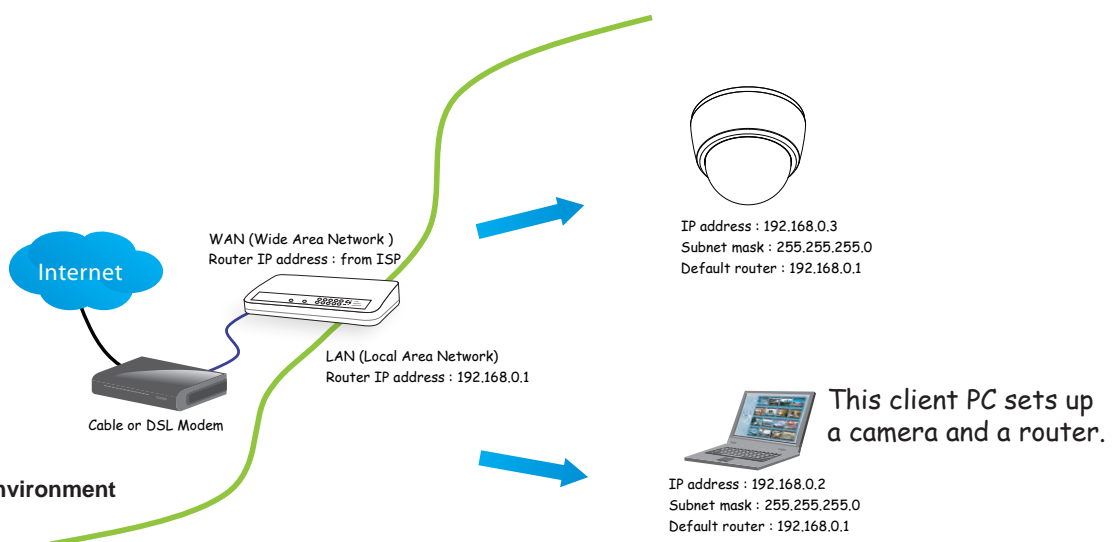 IP address : 192.168.0.3
Subnet mask : 255.255.255.0
Default router : 192.168.0.1
WAN (Wide Area Network )
Router IP address : from ISP
Internet
LAN (Local Area Network)
Router IP address : 192.168.0.1
Cable or DSL Modem
This client PC sets up
a camera and a router.
nvironment
IP address : 192.168.0.2
Subnet mask : 255.255.255.0
Default router : 192.168.0.1